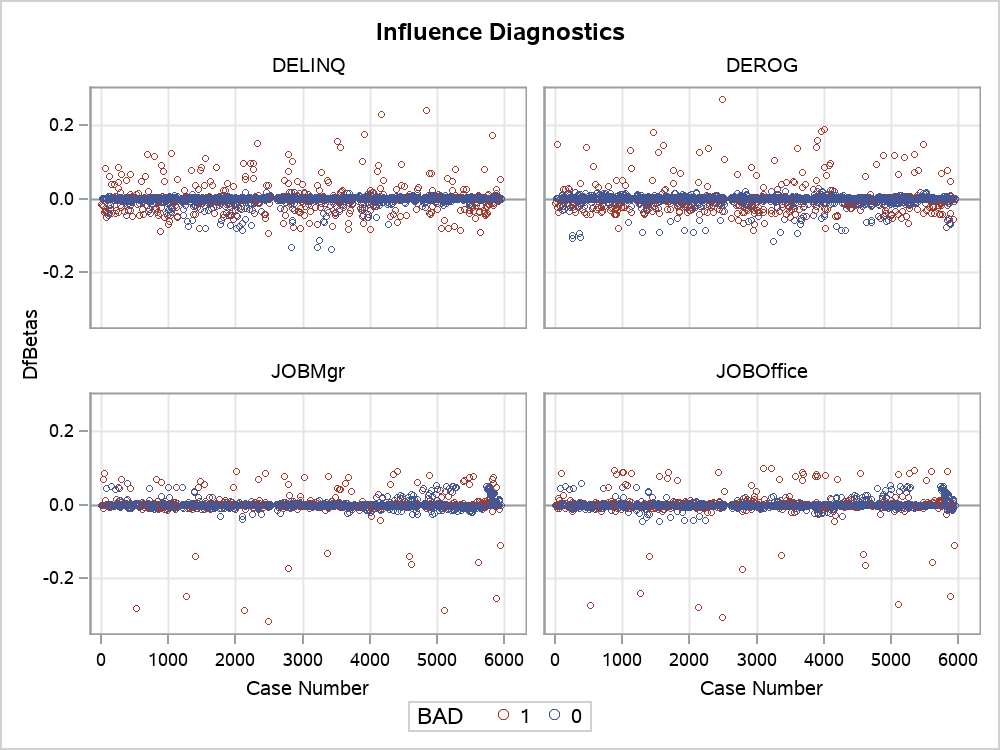 Influence Diagnostics
DELINQ DEROG
0.2
0.0
-0.2
DfBetas
JOBMgr JOBOffice
0.2
0.0
-0.2
0 1000 2000 3000 4000 5000 6000 0 1000 2000 3000 4000 5000 6000
Case Number Case Number
BAD 1 0